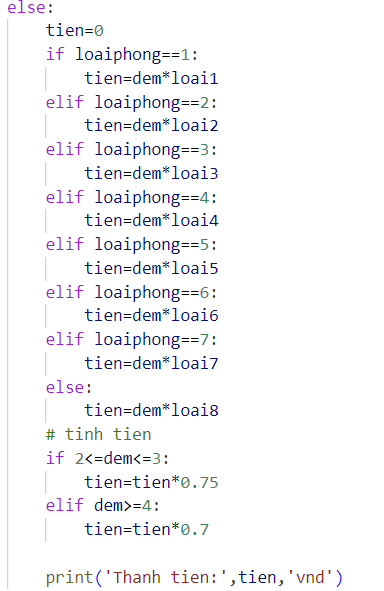 else:
    tien=0
    if loaiphong==1:
        tien=dem*loai1
    elif loaiphong==2:
        tien=dem*loai2
    elif loaiphong==3:
        tien=dem*loai3
    elif loaiphong==4:
        tien=dem*loai4
    elif loaiphong==5:
        tien=dem*loai5
    elif loaiphong==6:
        tien=dem*loai6
    elif loaiphong==7:
        tien=dem*loai7
    else:
        tien=dem*loai8
    # tinh tien
    if 2<=dem<=3:
        tien=tien*0.75
    elif dem>=4:
        tien=tien*0.7
    print('Thanh tien:',tien,'vnd')